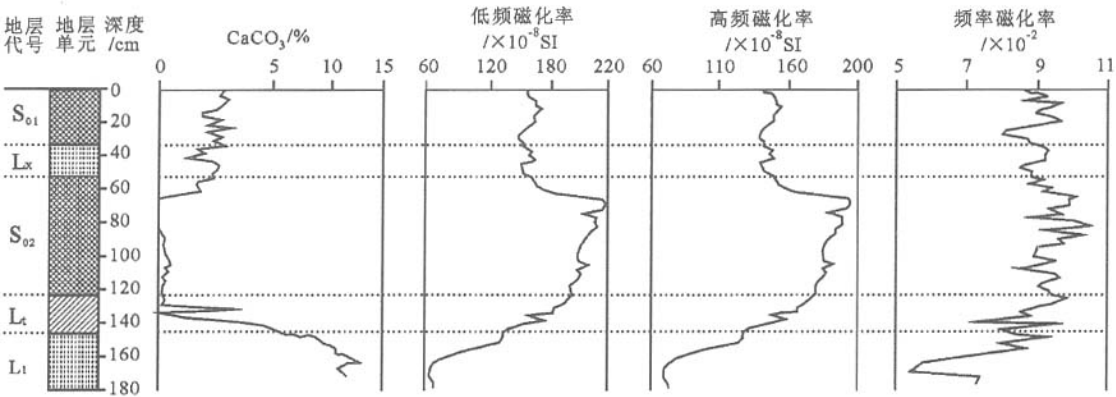 地层 地层 深度
代号 单元 /cm
CaCO₃/%
低频磁化率
/×10⁻⁸SI
高频磁化率
/×10⁻⁸SI
频率磁化率
/×10⁻²
0 5 10 15
60 120 180 220
60 110 160 200
5 7 9 11
0
S₀₁
20
40
Lx
60
80
S₀₂
100
120
Lt
140
160
L₁
180